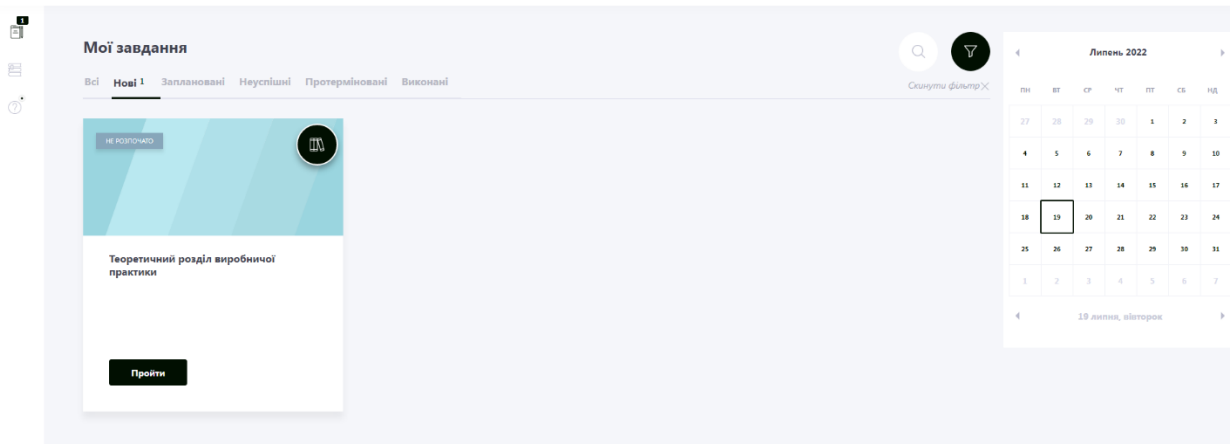 1
Мої завдання
Всі Нові 1 Заплановані Неуспішні Протерміновані Виконані
Скинути фільтр
НЕ РОЗПОЧАТО
Теоретичний розділ виробничої
практики
Пройти
Липень 2022
ПН ВТ СР ЧТ ПТ СБ НД
27 28 29 30 1 2 3
4 5 6 7 8 9 10
11 12 13 14 15 16 17
18 19 20 21 22 23 24
25 26 27 28 29 30 31
1 2 3 4 5 6 7
19 липня, вівторок